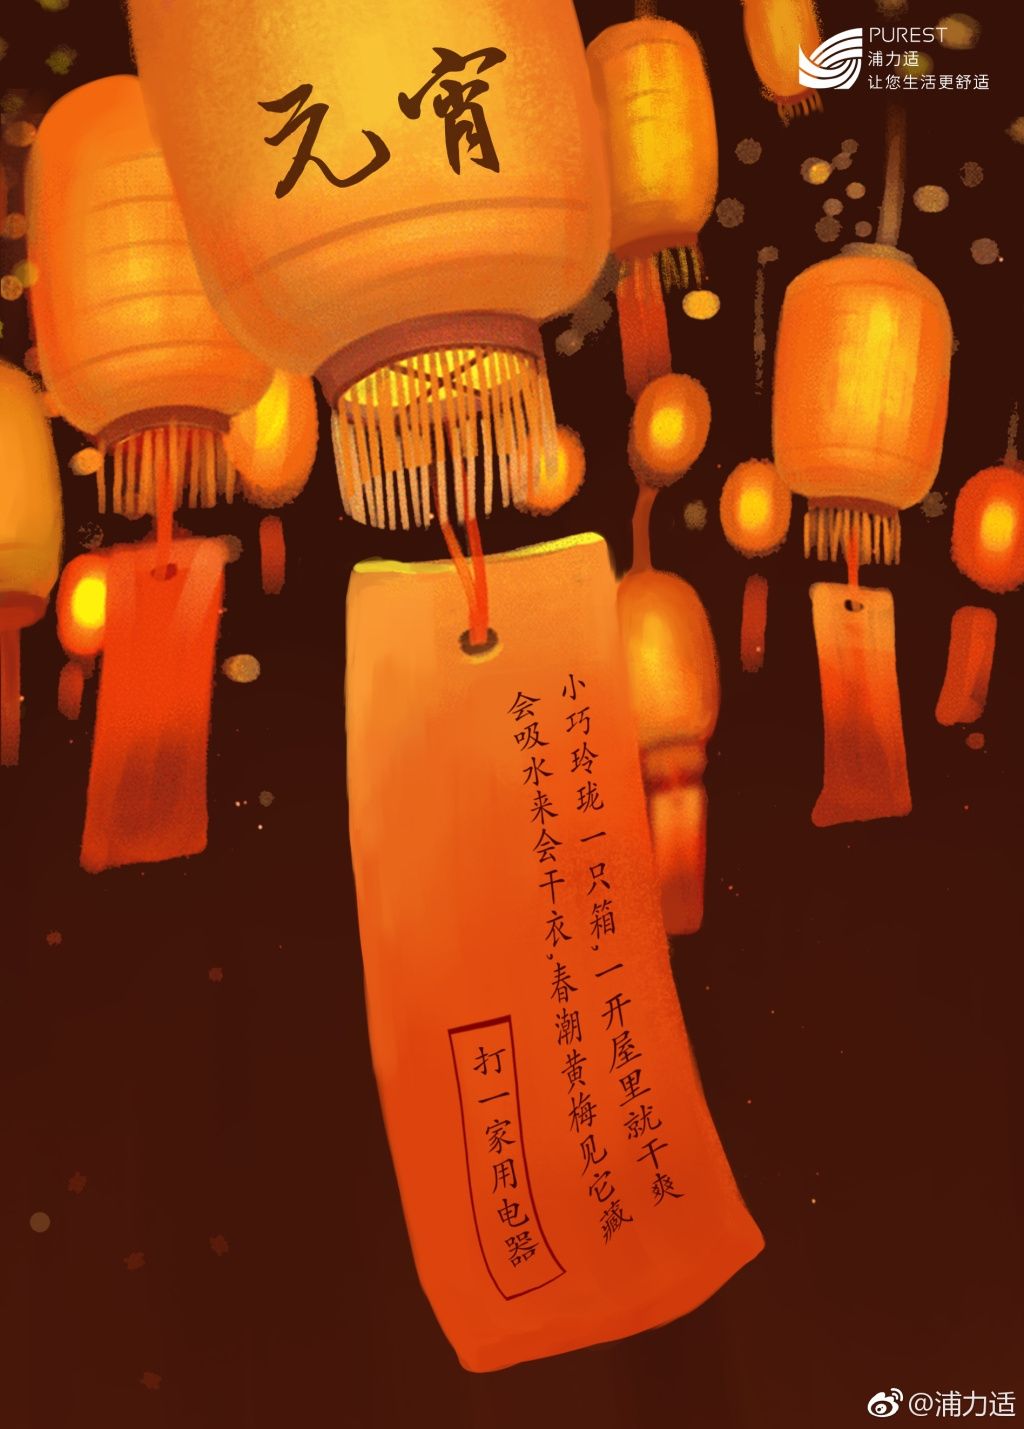 元宵
PUREST
浦力适
让您生活更舒适
小巧玲珑一只箱，一开屋里就干爽
会吸水来会干衣，春潮黄梅见它藏
打一家用电器
@浦力适